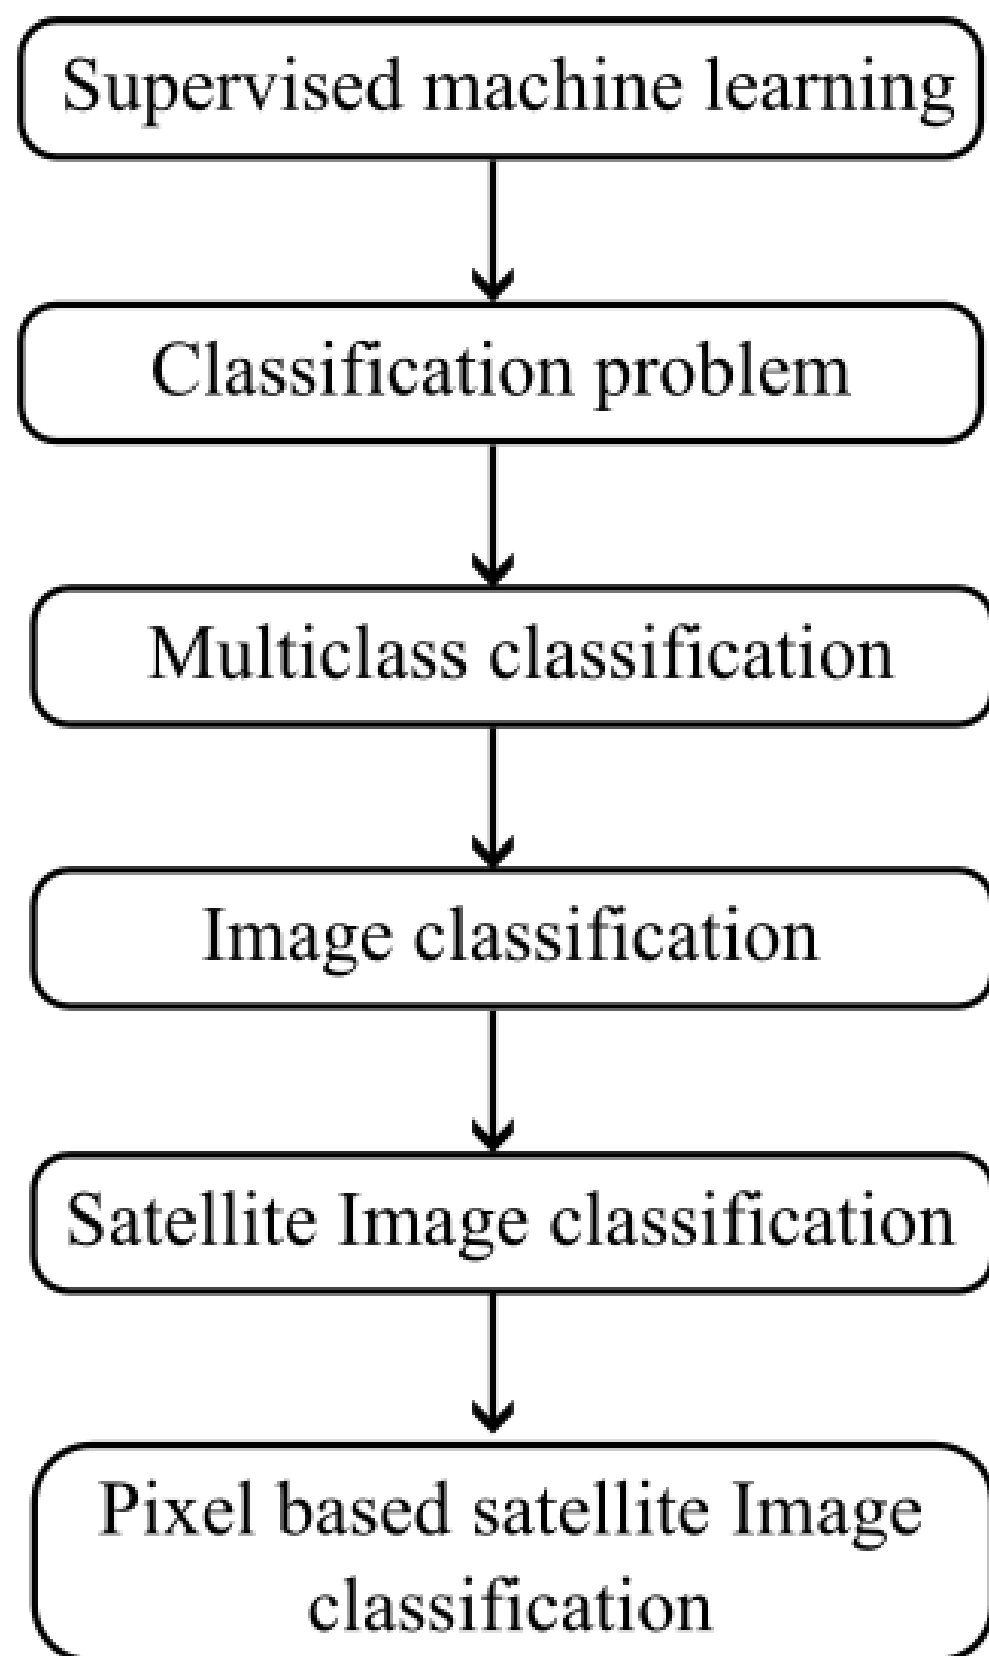 Supervised machine learning
Classification problem
Multiclass classification
Image classification
Satellite Image classification
Pixel based satellite Image
classification